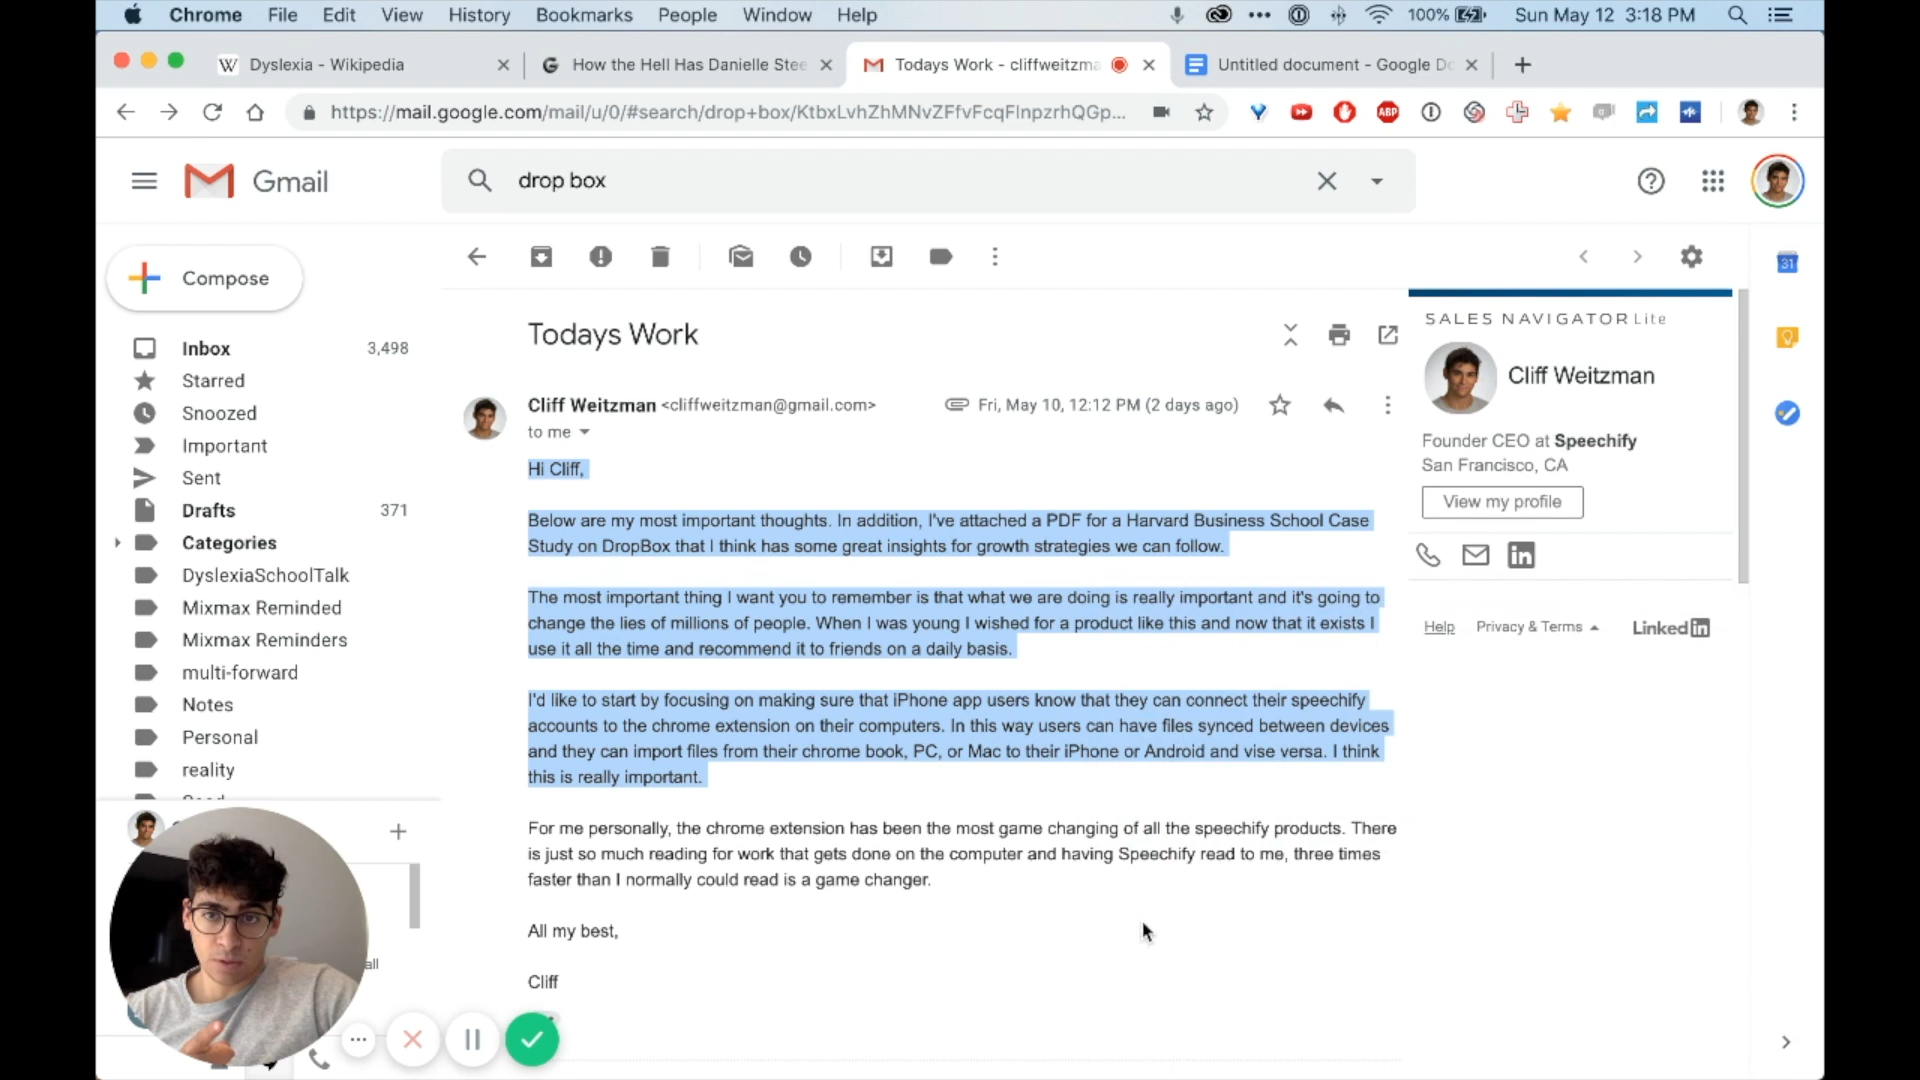 Chrome File Edit View History Bookmarks People Window Help 100% Sun May 12 3:18 PM
Dyslexia - Wikipedia
How the Hell Has Danielle Stee
Todays Work - cliffweitzma
Untitled document - Google Do
https://mail.google.com/mail/u/0/#search/drop+box/KtbxLvhZhMNvZFfvFcqFlnpzrhQGp...
ABP
Gmail
drop box
Compose
31
Inbox 3,498
Starred
Snoozed
Important
Sent
Drafts 371
Categories
DyslexiaSchoolTalk
Mixmax Reminded
Mixmax Reminders
multi-forward
Notes
Personal
reality
Todays Work
Cliff Weitzman <cliffweitzman@gmail.com> Fri, May 10, 12:12 PM (2 days ago)
to me
Hi Cliff,
Below are my most important thoughts. In addition, I've attached a PDF for a Harvard Business School Case
Study on DropBox that I think has some great insights for growth strategies we can follow.
The most important thing I want you to remember is that what we are doing is really important and it's going to
change the lies of millions of people. When I was young I wished for a product like this and now that it exists I
use it all the time and recommend it to friends on a daily basis.
I'd like to start by focusing on making sure that iPhone app users know that they can connect their speechify
accounts to the chrome extension on their computers. In this way users can have files synced between devices
and they can import files from their chrome book, PC, or Mac to their iPhone or Android and vise versa. I think
this is really important.
For me personally, the chrome extension has been the most game changing of all the speechify products. There
is just so much reading for work that gets done on the computer and having Speechify read to me, three times
faster than I normally could read is a game changer.
All my best,
Cliff
SALES NAVIGATOR Lite
Cliff Weitzman
Founder CEO at Speechify
San Francisco, CA
View my profile
in
Help Privacy & Terms LinkedIn